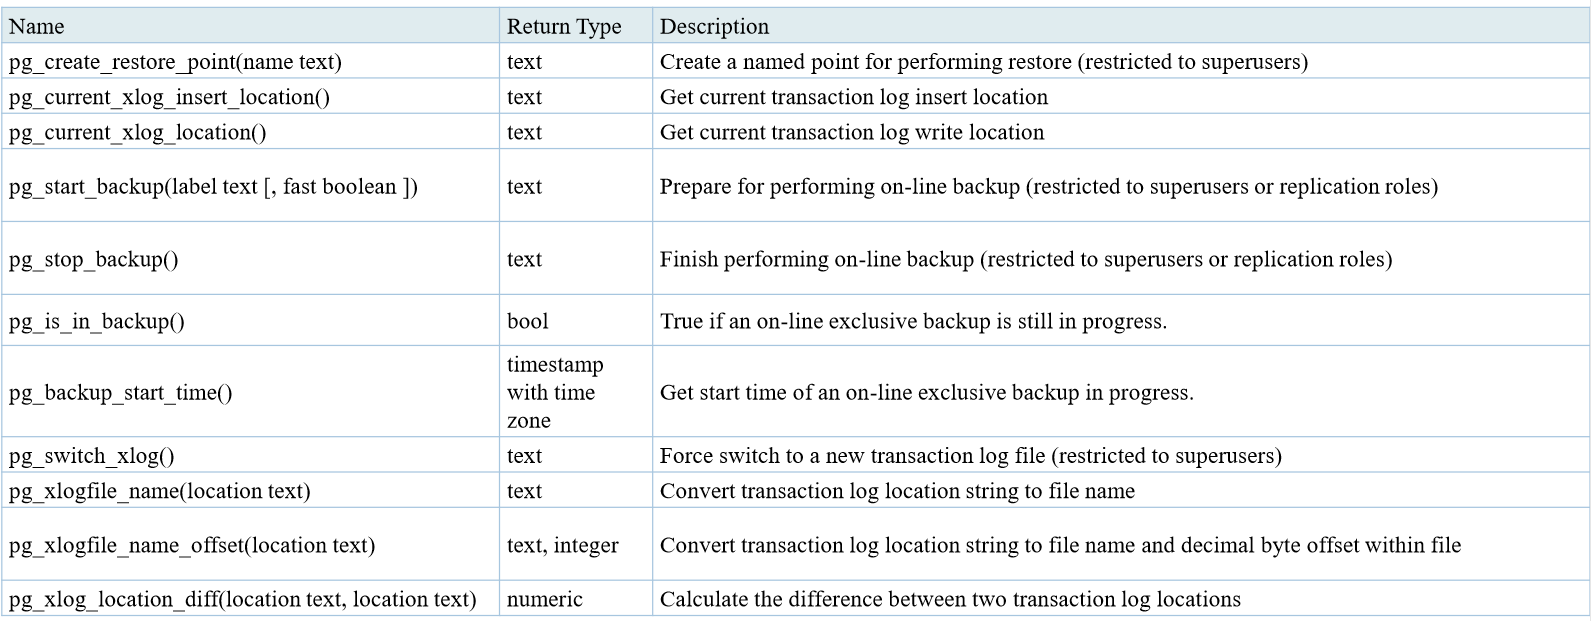 Name Return Type Description
pg_create_restore_point(name text) text Create a named point for performing restore (restricted to superusers)
pg_current_xlog_insert_location() text Get current transaction log insert location
pg_current_xlog_location() text Get current transaction log write location
pg_start_backup(label text [, fast boolean ]) text Prepare for performing on-line backup (restricted to superusers or replication roles)
pg_stop_backup() text Finish performing on-line backup (restricted to superusers or replication roles)
pg_is_in_backup() bool True if an on-line exclusive backup is still in progress.
pg_backup_start_time() timestamp
with time
zone Get start time of an on-line exclusive backup in progress.
pg_switch_xlog() text Force switch to a new transaction log file (restricted to superusers)
pg_xlogfile_name(location text) text Convert transaction log location string to file name
pg_xlogfile_name_offset(location text) text, integer Convert transaction log location string to file name and decimal byte offset within file
pg_xlog_location_diff(location text, location text) numeric Calculate the difference between two transaction log locations